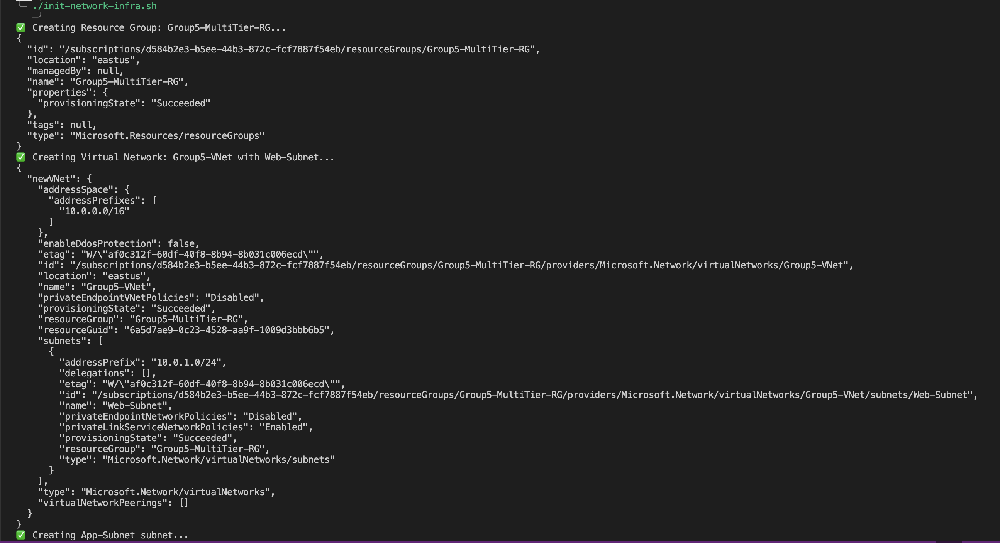 ./init-network-infra.sh
✅ Creating Resource Group: Group5-MultiTier-RG...
{
  "id": "/subscriptions/d584b2e3-b5ee-44b3-872c-fcf7887f54eb/resourceGroups/Group5-MultiTier-RG",
  "location": "eastus",
  "managedBy": null,
  "name": "Group5-MultiTier-RG",
  "properties": {
    "provisioningState": "Succeeded"
  },
  "tags": null,
  "type": "Microsoft.Resources/resourceGroups"
}
✅ Creating Virtual Network: Group5-VNet with Web-Subnet...
{
  "newVNet": {
    "addressSpace": {
      "addressPrefixes": [
        "10.0.0.0/16"
      ]
    },
    "enableDdosProtection": false,
    "etag": "W/\"af0c312f-60df-40f8-8b94-8b031c006ecd\"",
    "id": "/subscriptions/d584b2e3-b5ee-44b3-872c-fcf7887f54eb/resourceGroups/Group5-MultiTier-RG/providers/Microsoft.Network/virtualNetworks/Group5-VNet",
    "location": "eastus",
    "name": "Group5-VNet",
    "privateEndpointVNetPolicies": "Disabled",
    "provisioningState": "Succeeded",
    "resourceGroup": "Group5-MultiTier-RG",
    "resourceGuid": "6a5d7ae9-0c23-4528-aa9f-1009d3bbb6b5",
    "subnets": [
      {
        "addressPrefix": "10.0.1.0/24",
        "delegations": [],
        "etag": "W/\"af0c312f-60df-40f8-8b94-8b031c006ecd\"",
        "id": "/subscriptions/d584b2e3-b5ee-44b3-872c-fcf7887f54eb/resourceGroups/Group5-MultiTier-RG/providers/Microsoft.Network/virtualNetworks/Group5-VNet/subnets/Web-Subnet",
        "name": "Web-Subnet",
        "privateEndpointNetworkPolicies": "Disabled",
        "privateLinkServiceNetworkPolicies": "Enabled",
        "provisioningState": "Succeeded",
        "resourceGroup": "Group5-MultiTier-RG",
        "type": "Microsoft.Network/virtualNetworks/subnets"
      }
    ],
    "type": "Microsoft.Network/virtualNetworks",
    "virtualNetworkPeerings": []
  }
}
✅ Creating App-Subnet subnet...